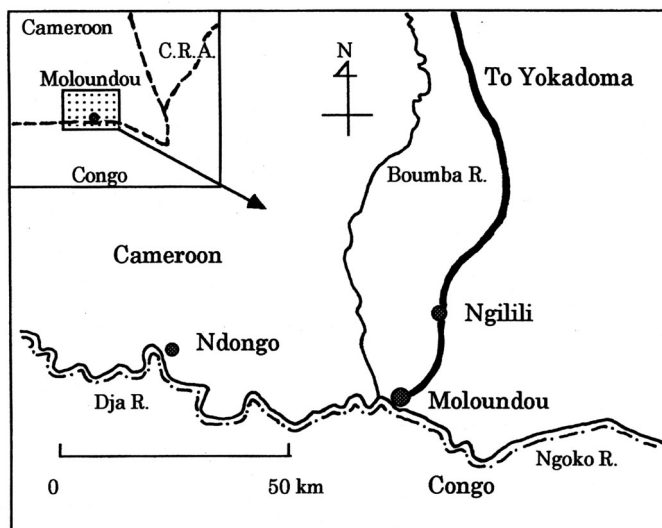 Cameroon
C.R.A.
Moloundou
Congo
N
To Yokadoma
Boumba R.
Cameroon
Ngilili
Ndongo
Dja R.
Moloundou
Ngoko R.
0 50 km
Congo